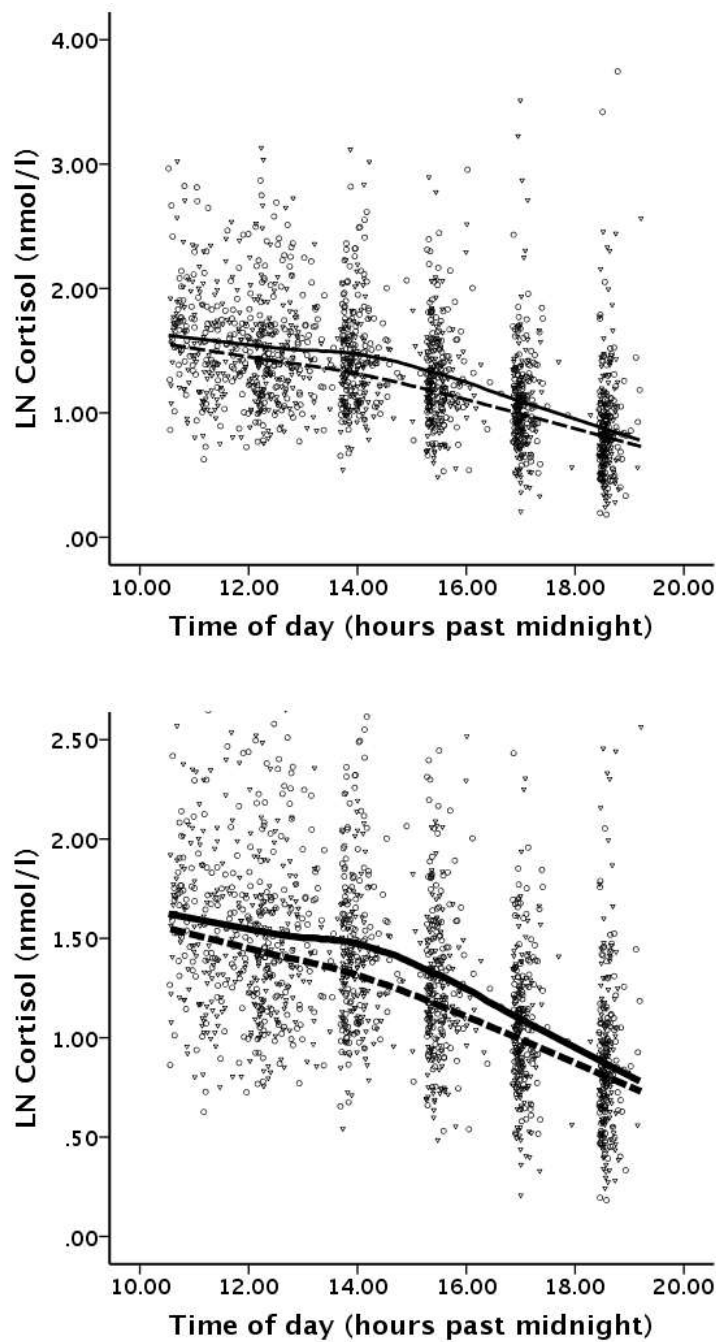 4.00
3.00
2.00
1.00
.00
LN Cortisol (nmol/l)
10.00 12.00 14.00 16.00 18.00 20.00
Time of day (hours past midnight)
2.50
2.00
1.50
1.00
.50
.00
LN Cortisol (nmol/l)
10.00 12.00 14.00 16.00 18.00 20.00
Time of day (hours past midnight)